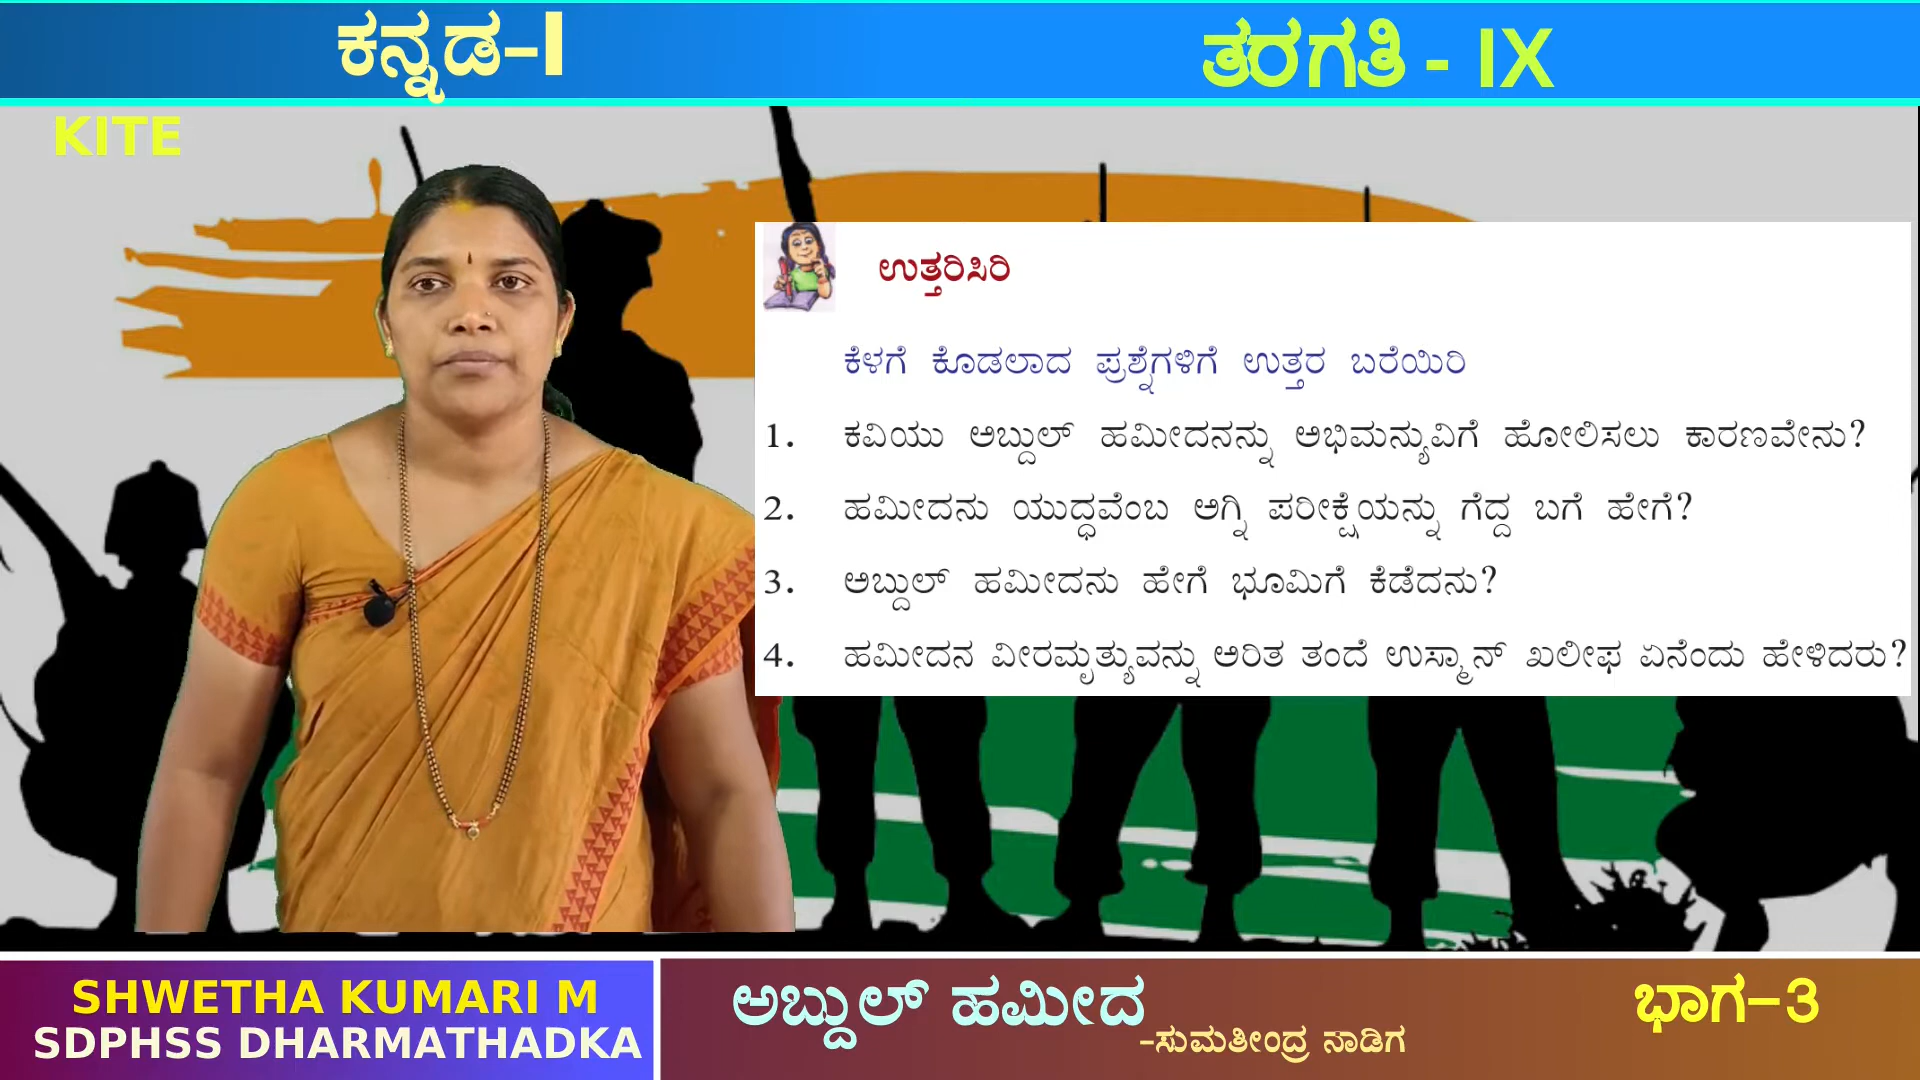 ಕನ್ನಡ-I
ತರಗತಿ - IX
KITE
ಉತ್ತರಿಸಿರಿ
ಕೆಳಗೆ ಕೊಡಲಾದ ಪ್ರಶ್ನೆಗಳಿಗೆ ಉತ್ತರ ಬರೆಯಿರಿ
1. ಕವಿಯು ಅಬ್ದುಲ್ ಹಮೀದನನ್ನು ಅಭಿಮನ್ಯುವಿಗೆ ಹೋಲಿಸಲು ಕಾರಣವೇನು?
2. ಹಮೀದನು ಯುದ್ಧವೆಂಬ ಅಗ್ನಿ ಪರೀಕ್ಷೆಯನ್ನು ಗೆದ್ದ ಬಗೆ ಹೇಗೆ?
3. ಅಬ್ದುಲ್ ಹಮೀದನು ಹೇಗೆ ಭೂಮಿಗೆ ಕೆಡೆದನು?
4. ಹಮೀದನ ವೀರಮೃತ್ಯುವನ್ನು ಅರಿತ ತಂದೆ ಉಸ್ಮಾನ್ ಖಲೀಫ ಏನೆಂದು ಹೇಳಿದರು?
SHWETHA KUMARI M
SDPHSS DHARMATHADKA
ಅಬ್ದುಲ್ ಹಮೀದ
-ಸುಮತೀಂದ್ರ ನಾಡಿಗ
ಭಾಗ-3